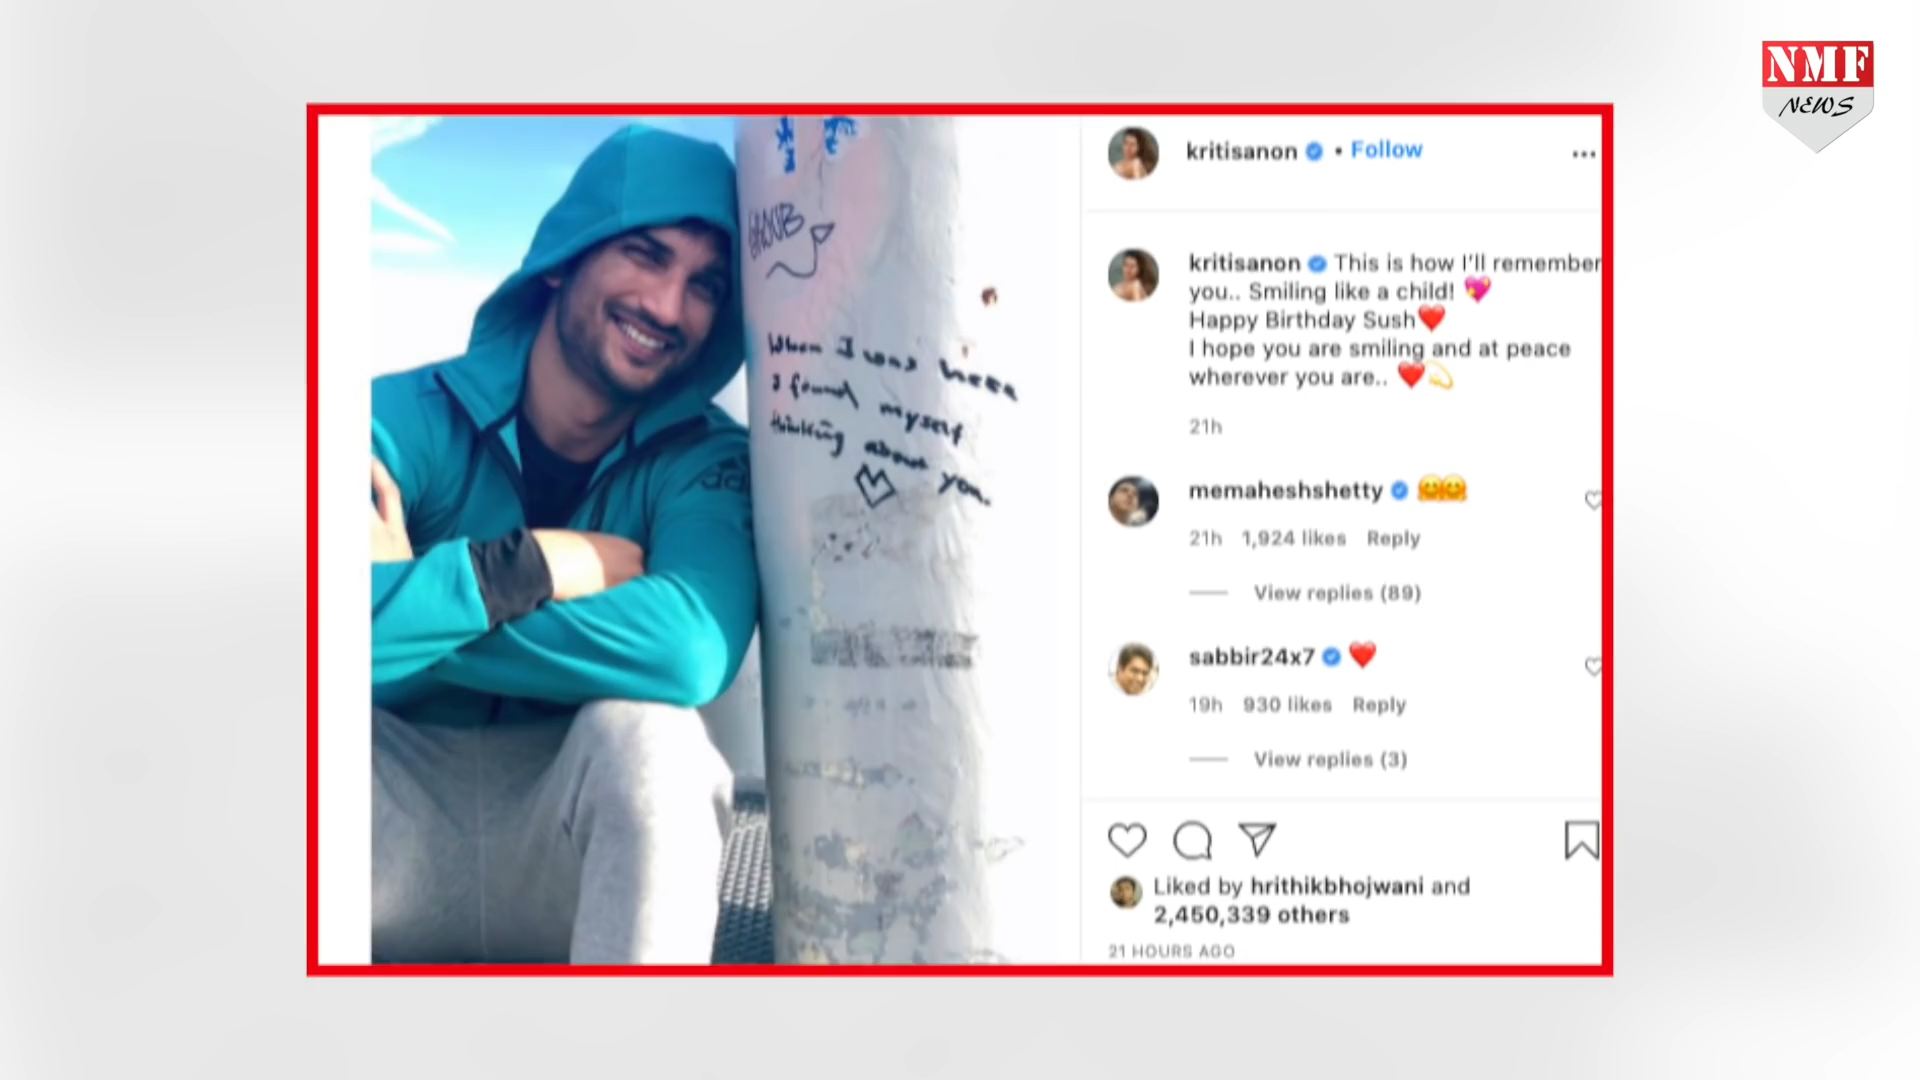 NMF
NEWS
GHOUB
When I was here
I found myself
thinking about you.
adidas
kritisanon • Follow
kritisanon This is how I'll remember
you.. Smiling like a child! 💖
Happy Birthday Sush❤️
I hope you are smiling and at peace
wherever you are.. ❤️💫
21h
memaheshshetty 🤗🤗
21h 1,924 likes Reply
View replies (89)
sabbir24x7 ❤️
19h 930 likes Reply
View replies (3)
Liked by hrithikbhojwani and
2,450,339 others
21 HOURS AGO